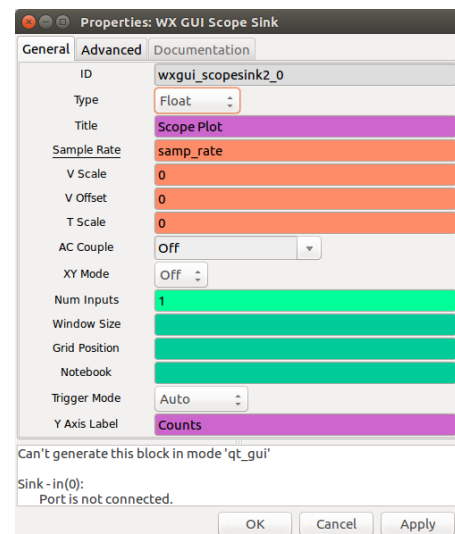 Properties: WX GUI Scope Sink
General Advanced Documentation
ID wxgui_scopesink2_0
Type Float
Title Scope Plot
Sample Rate samp_rate
V Scale 0
V Offset 0
T Scale 0
AC Couple Off
XY Mode Off
Num Inputs 1
Window Size
Grid Position
Notebook
Trigger Mode Auto
Y Axis Label Counts
Can't generate this block in mode 'qt_gui'
Sink - in(0):
Port is not connected.
OK Cancel Apply